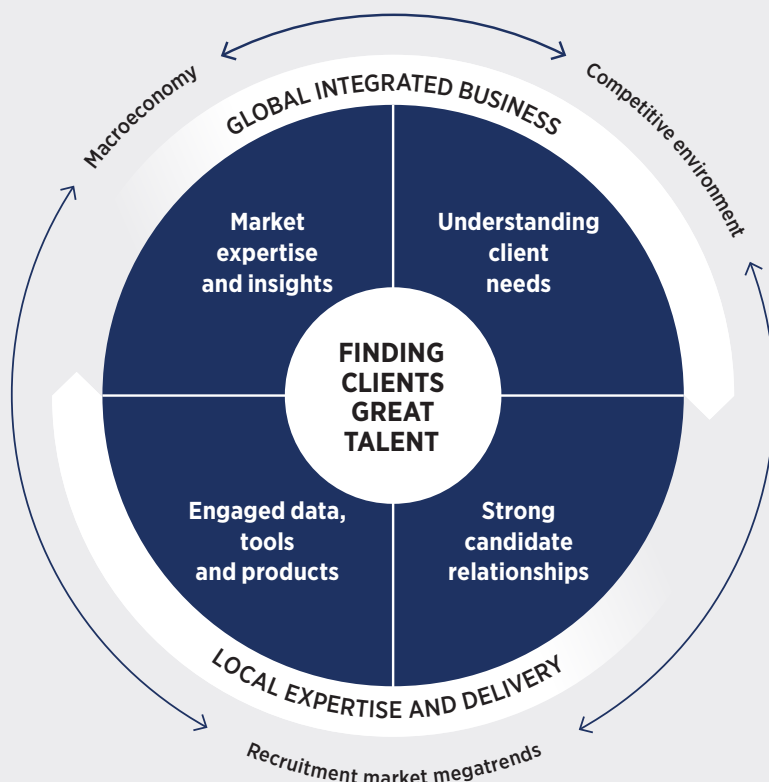 Macroeconomy
Competitive environment
GLOBAL INTEGRATED BUSINESS
Market
expertise
and insights
Understanding
client
needs
FINDING
CLIENTS
GREAT
TALENT
Engaged data,
tools
and products
Strong
candidate
relationships
LOCAL EXPERTISE AND DELIVERY
Recruitment market megatrends